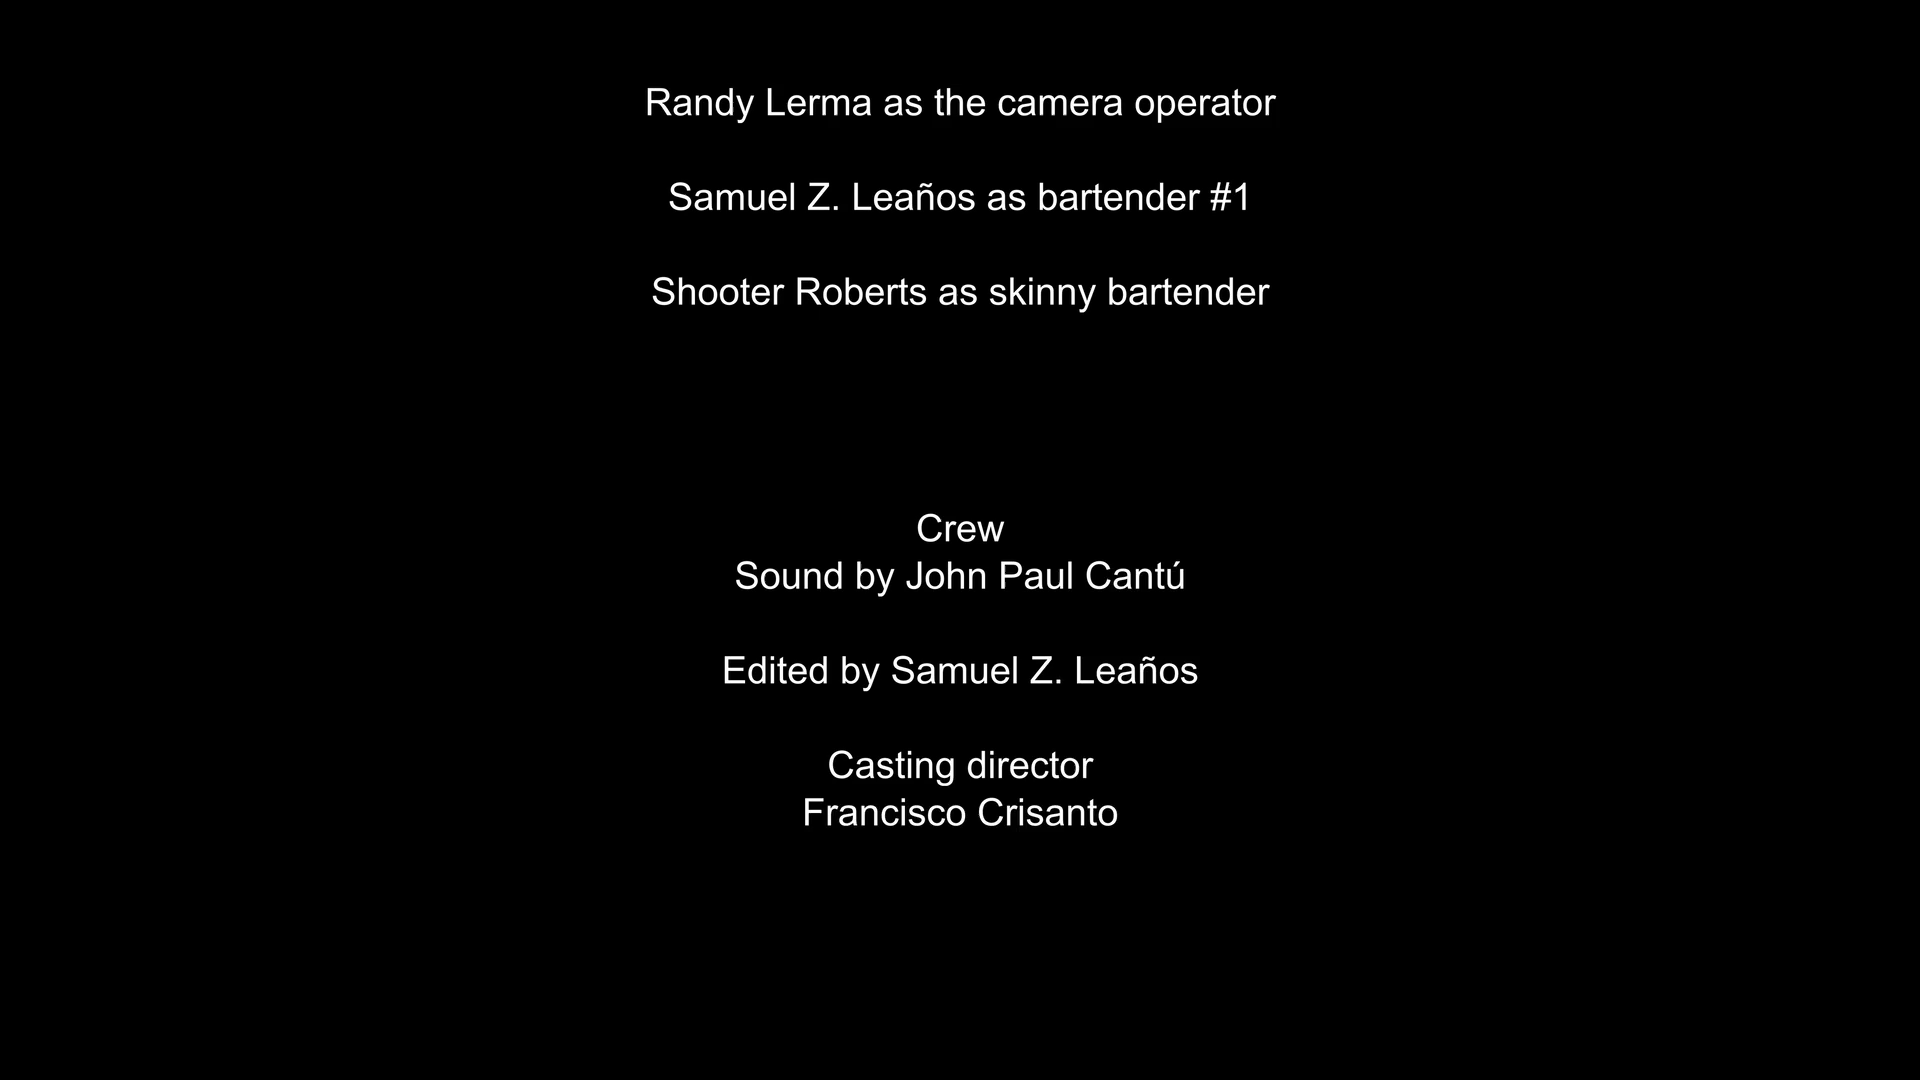 Randy Lerma as the camera operator
Samuel Z. Leaños as bartender #1
Shooter Roberts as skinny bartender
Crew
Sound by John Paul Cantú
Edited by Samuel Z. Leaños
Casting director
Francisco Crisanto